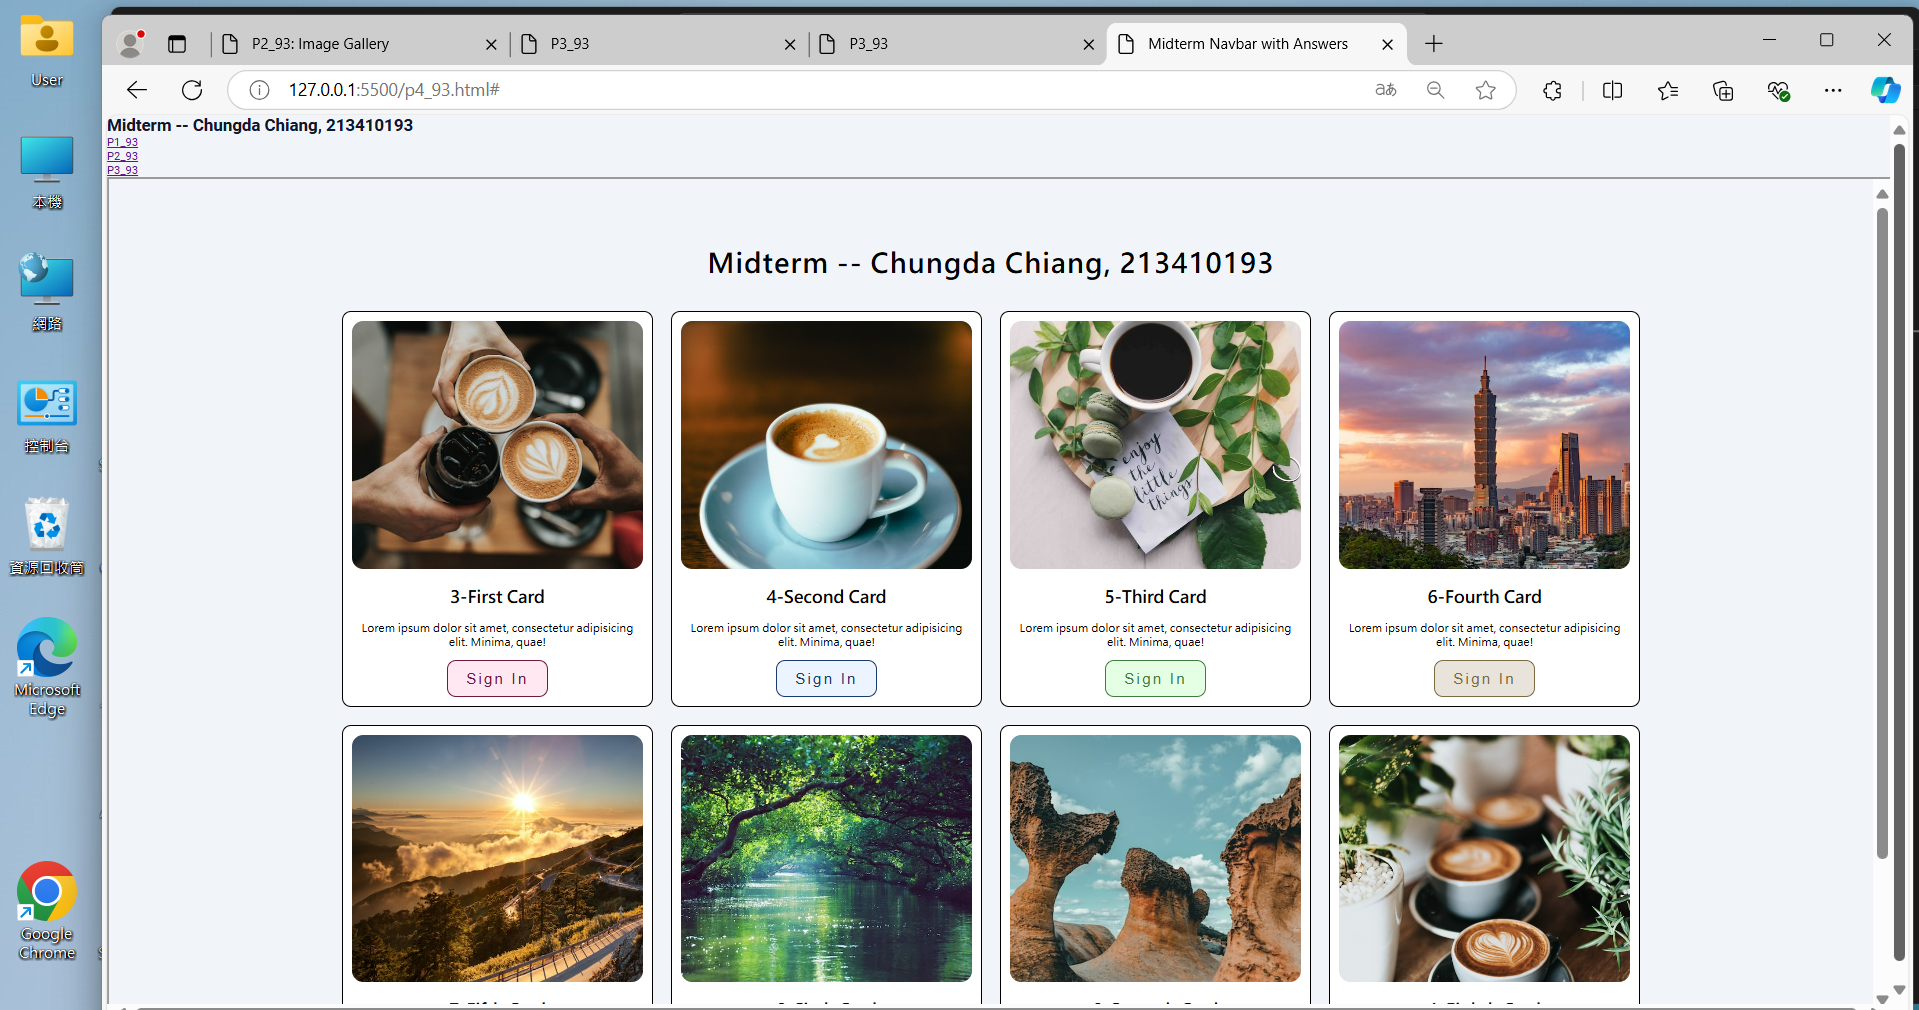 User
本機
網路
控制台
資源回收筒
Microsoft
Edge
Google
Chrome
P2_93: Image Gallery
P3_93
P3_93
Midterm Navbar with Answers
127.0.0.1:5500/p4_93.html#
aあ
Midterm -- Chungda Chiang, 213410193
P1_93
P2_93
P3_93
Midterm -- Chungda Chiang, 213410193
enjoy
the
little
things
3-First Card
Lorem ipsum dolor sit amet, consectetur adipisicing
elit. Minima, quae!
Sign In
4-Second Card
Lorem ipsum dolor sit amet, consectetur adipisicing
elit. Minima, quae!
Sign In
5-Third Card
Lorem ipsum dolor sit amet, consectetur adipisicing
elit. Minima, quae!
Sign In
6-Fourth Card
Lorem ipsum dolor sit amet, consectetur adipisicing
elit. Minima, quae!
Sign In